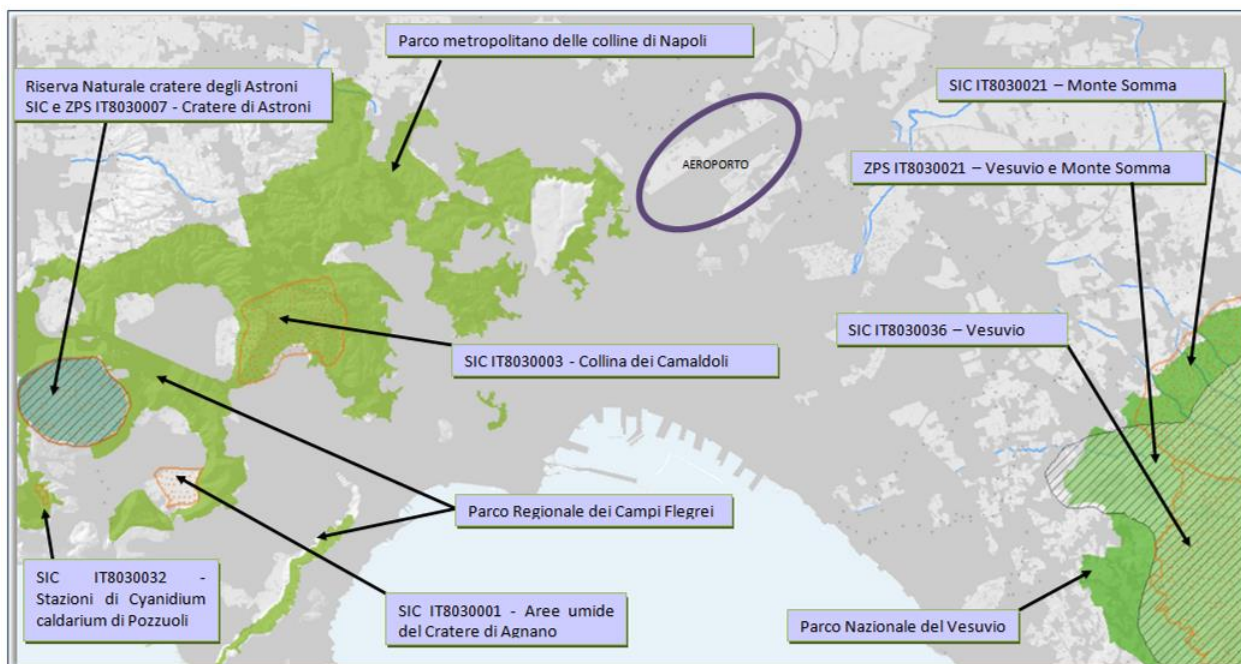 Parco metropolitano delle colline di Napoli
Riserva Naturale cratere degli Astroni
SIC e ZPS IT8030007 - Cratere di Astroni
SIC IT8030021 – Monte Somma
AEROPORTO
ZPS IT8030021 – Vesuvio e Monte Somma
SIC IT8030036 – Vesuvio
SIC IT8030003 - Collina dei Camaldoli
Parco Regionale dei Campi Flegrei
SIC IT8030032 -
Stazioni di Cyanidium
caldarium di Pozzuoli
SIC IT8030001 - Aree umide
del Cratere di Agnano
Parco Nazionale del Vesuvio